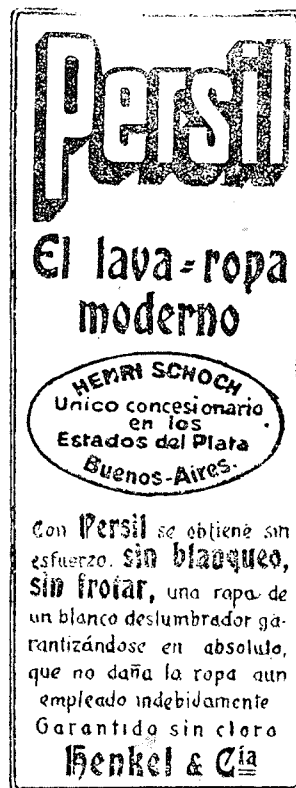 Persil
El lava=ropa
moderno
HENRI SCHOCH
Unico concesionario
en los
Estados del Plata
Buenos-Aires.
Con Persil se obtiene sin
esfuerzo, sin blanqueo,
sin frotar, una ropa de
un blanco deslumbrador ga-
rantizándose en absoluto,
que no daña la ropa aun
empleado indebidamente
Garantido sin cloro
Henkel & Cía